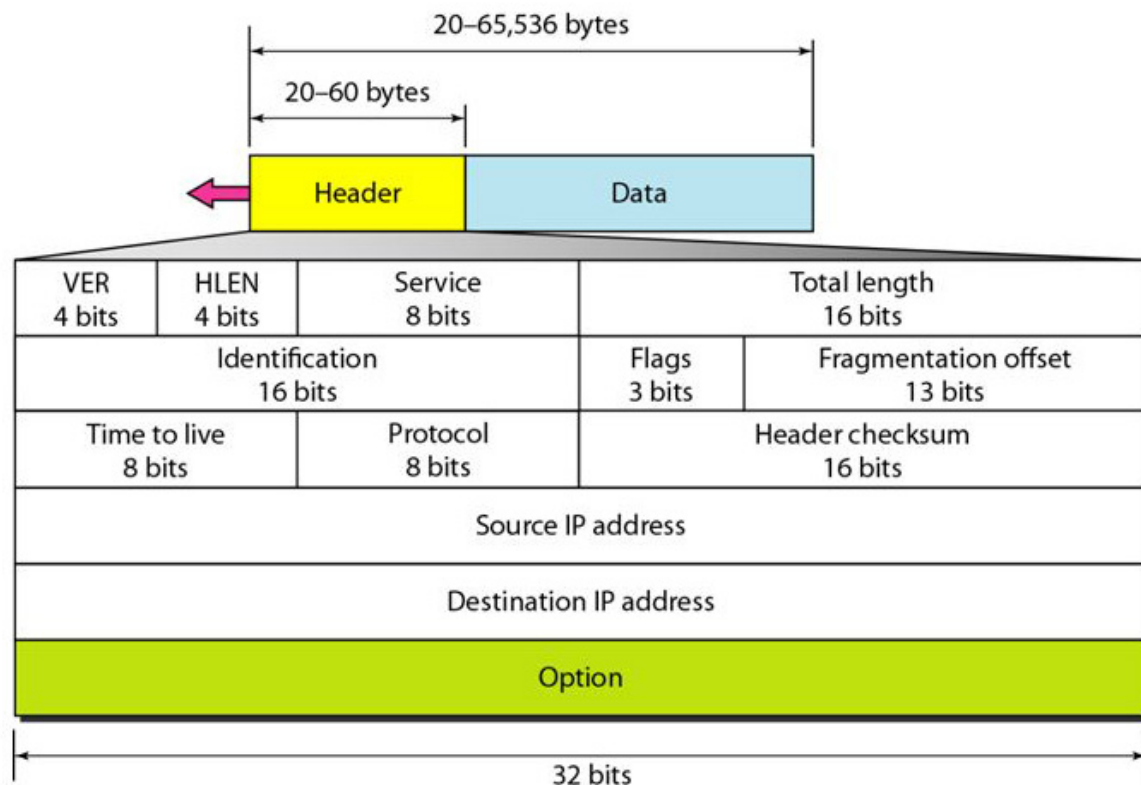 20–65,536 bytes
20–60 bytes
Header
Data
VER
4 bits
HLEN
4 bits
Service
8 bits
Total length
16 bits
Identification
16 bits
Flags
3 bits
Fragmentation offset
13 bits
Time to live
8 bits
Protocol
8 bits
Header checksum
16 bits
Source IP address
Destination IP address
Option
32 bits